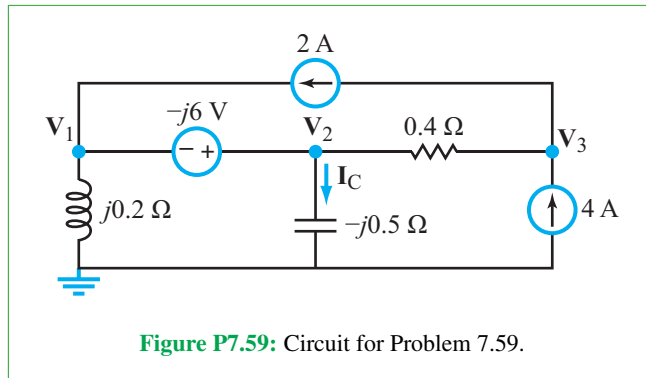 2 A
−j6 V
V1
V2
0.4 Ω
V3
− +
IC
j0.2 Ω
−j0.5 Ω
4 A
Figure P7.59: Circuit for Problem 7.59.